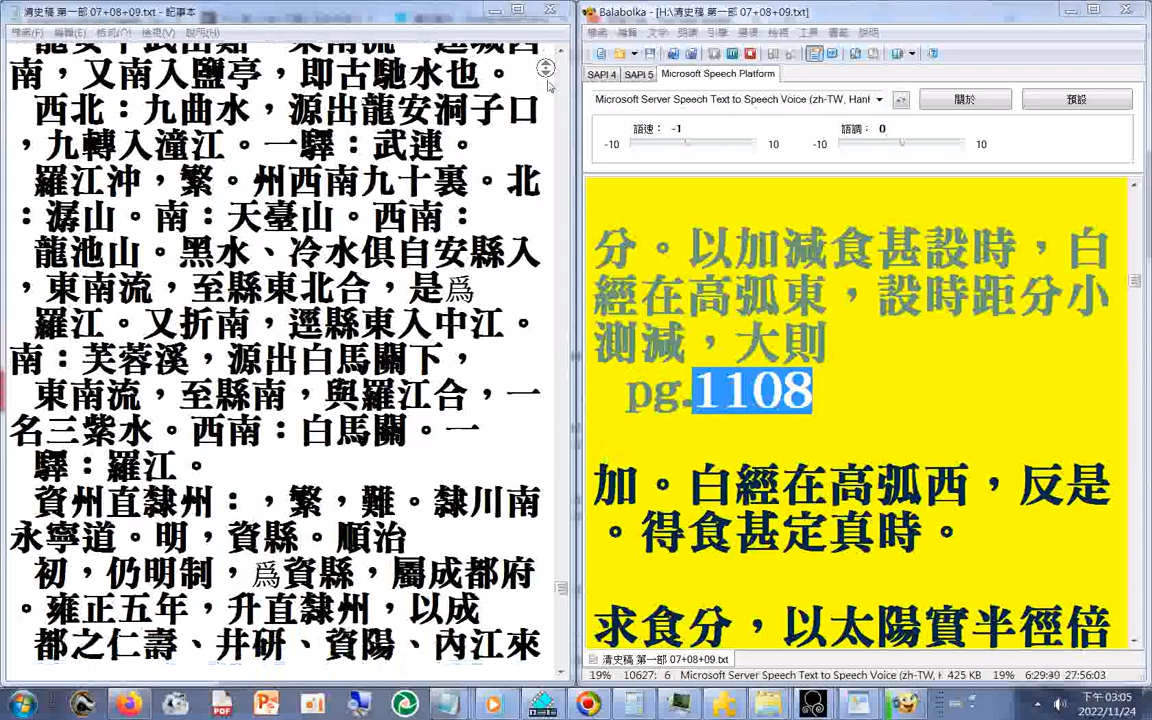 清史稿 第一部 07+08+09.txt - 記事本
南，又南入鹽亭，即古馳水也。
西北：九曲水，源出龍安洞子口
，九轉入潼江。一驛：武連。
羅江沖，繁。州西南九十裏。北
：潺山。南：天臺山。西南：
龍池山。黑水、冷水俱自安縣入
，東南流，至縣東北合，是爲
羅江。又折南，逕縣東入中江。
南：芙蓉溪，源出白馬關下，
東南流，至縣南，與羅江合，一
名三紫水。西南：白馬關。一
驛：羅江。
資州直隸州：，繁，難。隸川南
永寧道。明，資縣。順治
初，仍明制，爲資縣，屬成都府
。雍正五年，升直隸州，以成
都之仁壽、井研、資陽、內江來
Balabolka - [H:\清史稿 第一部 07+08+09.txt]
SAPI 4 SAPI 5 Microsoft Speech Platform
Microsoft Server Speech Text to Speech Voice (zh-TW, Hanl
關於
預設
語速： -1
語調： 0
-10 10 -10 10
分。以加減食甚設時，白
經在高弧東，設時距分小
測減，大則
pg.1108
加。白經在高弧西，反是
。得食甚定真時。
求食分，以太陽實半徑倍
清史稿 第一部 07+08+09.txt
19% 10627: 6 Microsoft Server Speech Text to Speech Voice (zh-TW, H 425 KB 19% 6:29:30 27:56:03
下午 03:05
2022/11/24